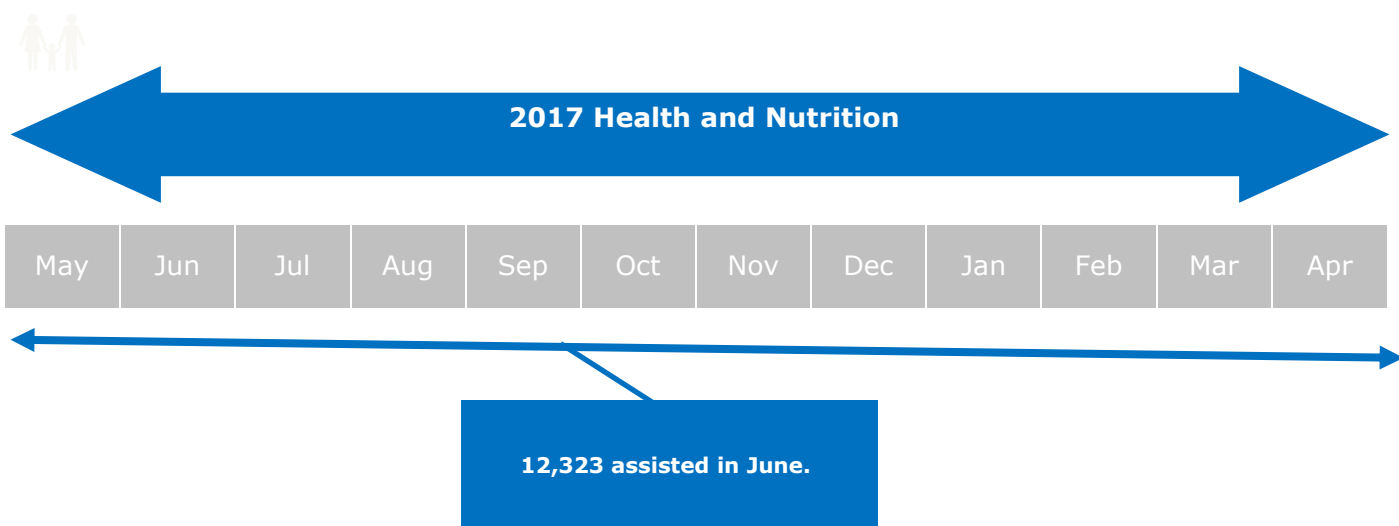 2017 Health and Nutrition
May Jun Jul Aug Sep Oct Nov Dec Jan Feb Mar Apr
12,323 assisted in June.